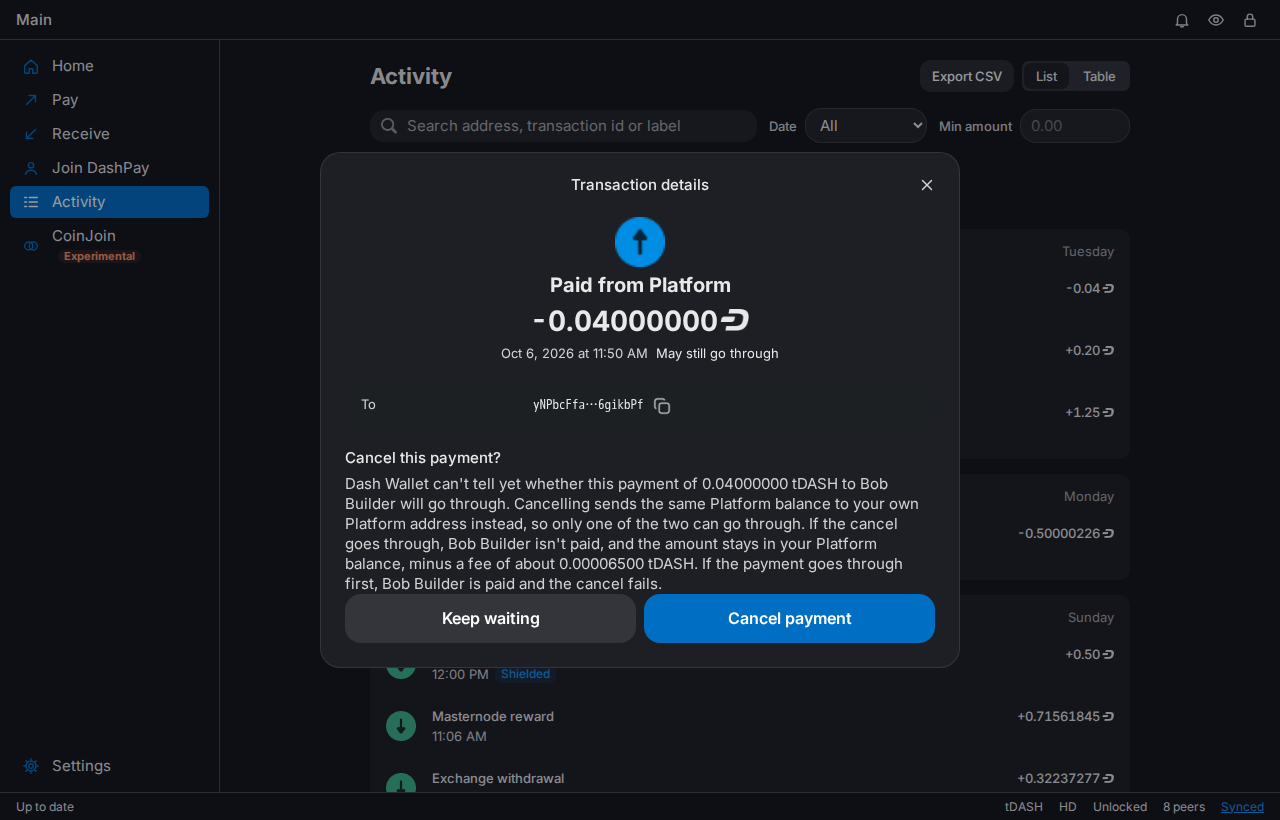 Main
Home
Pay
Receive
Join DashPay
Activity
CoinJoin
Experimental
Settings
Activity
Export CSV
List
Table
Search address, transaction id or label
Date
All
Min amount
0.00
Transaction details
Paid from Platform
-0.04000000
Oct 6, 2026 at 11:50 AM May still go through
To
yNPbcFfa···6gikbPf
Cancel this payment?
Dash Wallet can't tell yet whether this payment of 0.04000000 tDASH to Bob
Builder will go through. Cancelling sends the same Platform balance to your own
Platform address instead, so only one of the two can go through. If the cancel
goes through, Bob Builder isn't paid, and the amount stays in your Platform
balance, minus a fee of about 0.00006500 tDASH. If the payment goes through
first, Bob Builder is paid and the cancel fails.
Keep waiting
Cancel payment
Tuesday
-0.04
+0.20
+1.25
Monday
-0.50000226
Sunday
+0.50
12:00 PM
Shielded
Masternode reward
+0.71561845
11:06 AM
Exchange withdrawal
+0.32237277
Up to date
tDASH
HD
Unlocked
8 peers
Synced